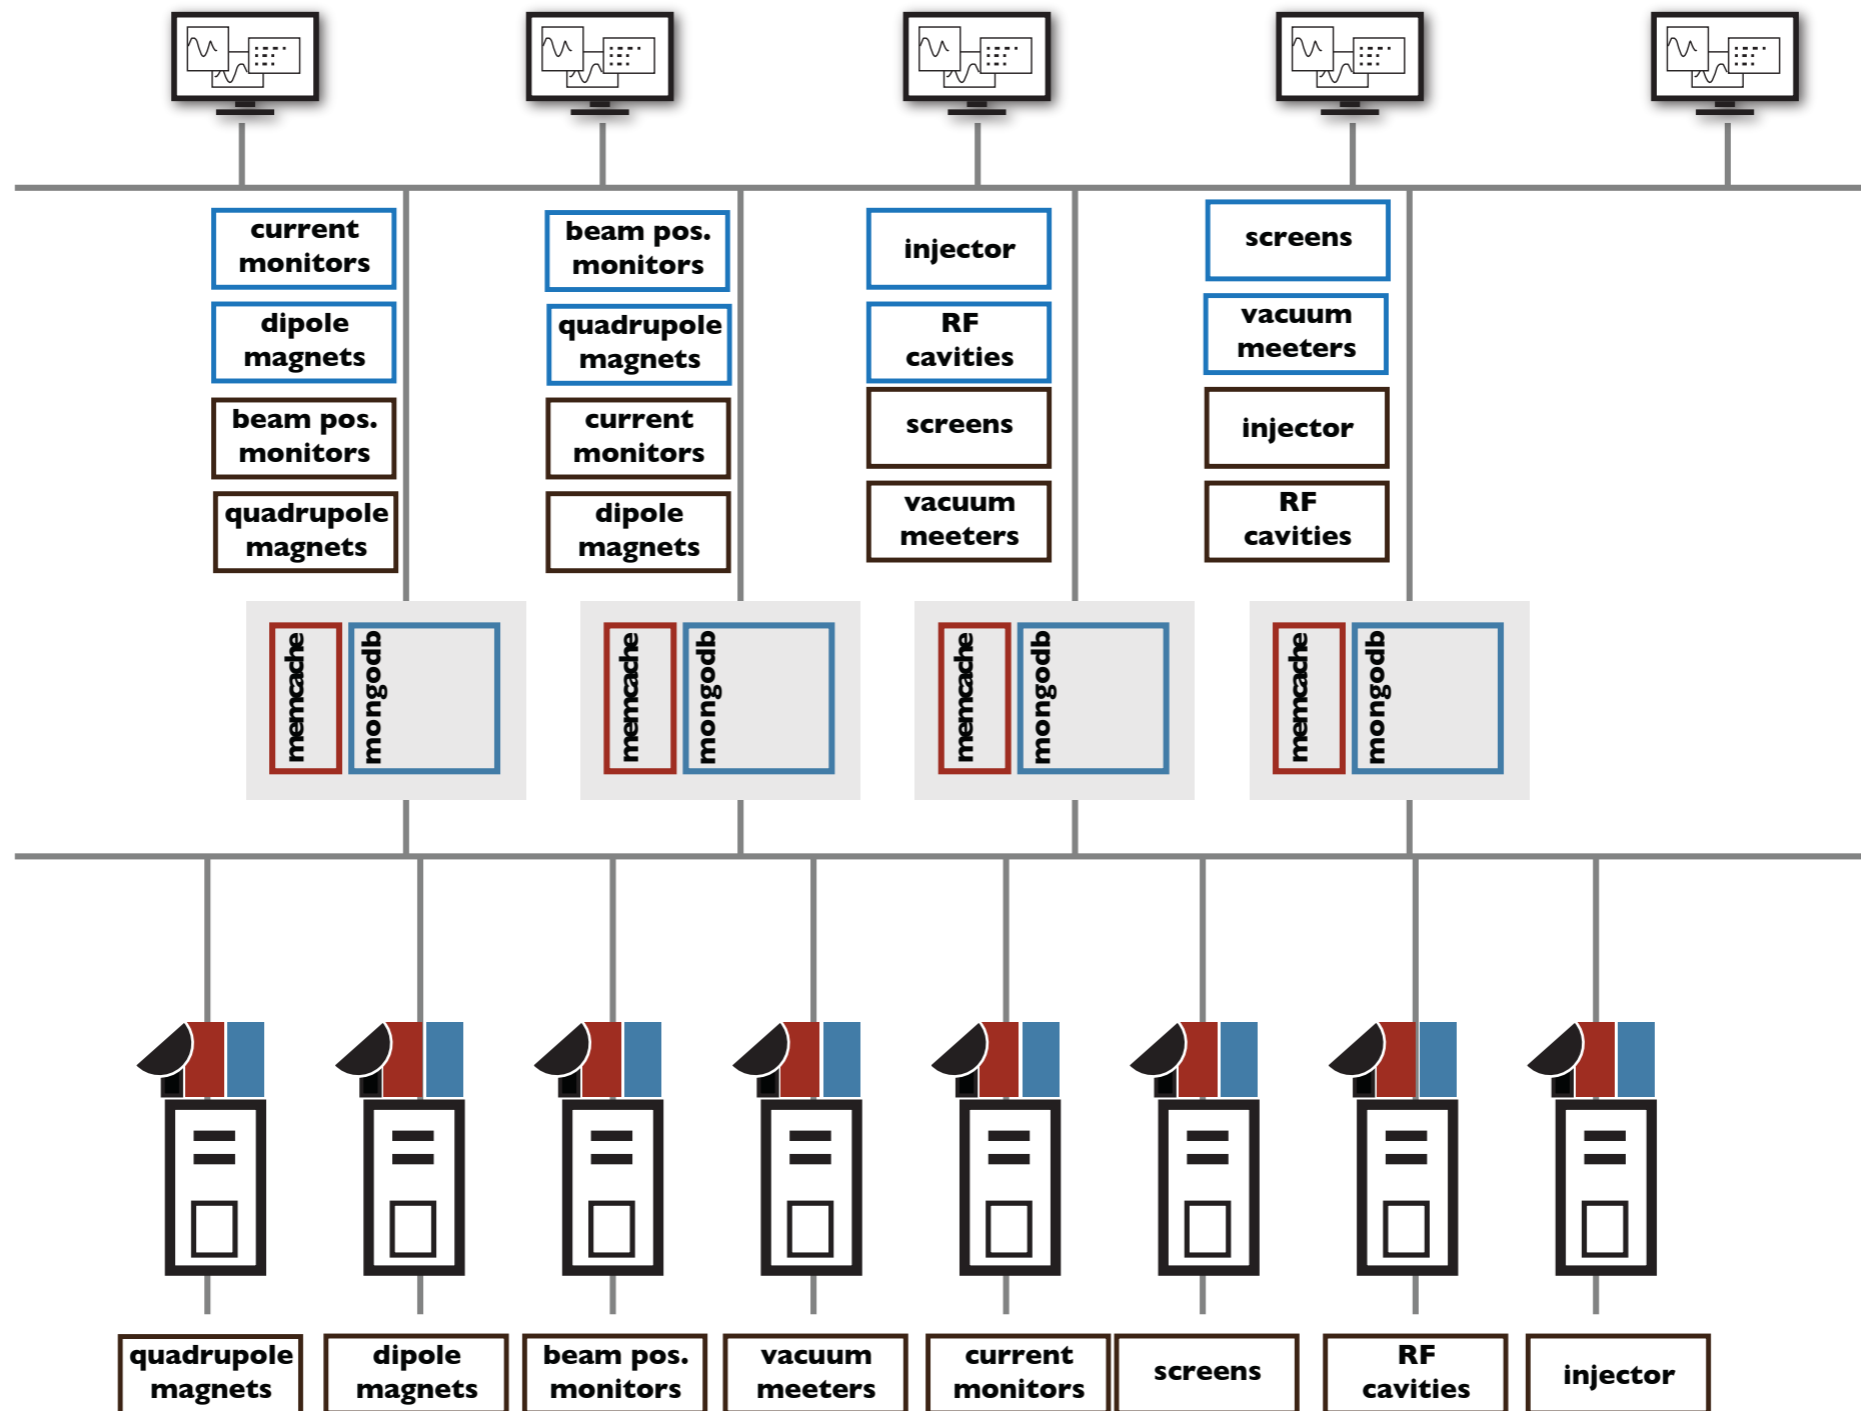 current
monitors
dipole
magnets
beam pos.
monitors
quadrupole
magnets
beam pos.
monitors
quadrupole
magnets
current
monitors
dipole
magnets
injector
RF
cavities
screens
vacuum
meeters
screens
vacuum
meeters
injector
RF
cavities
memcache
mongodb
memcache
mongodb
memcache
mongodb
memcache
mongodb
quadrupole
magnets
dipole
magnets
beam pos.
monitors
vacuum
meeters
current
monitors
screens
RF
cavities
injector